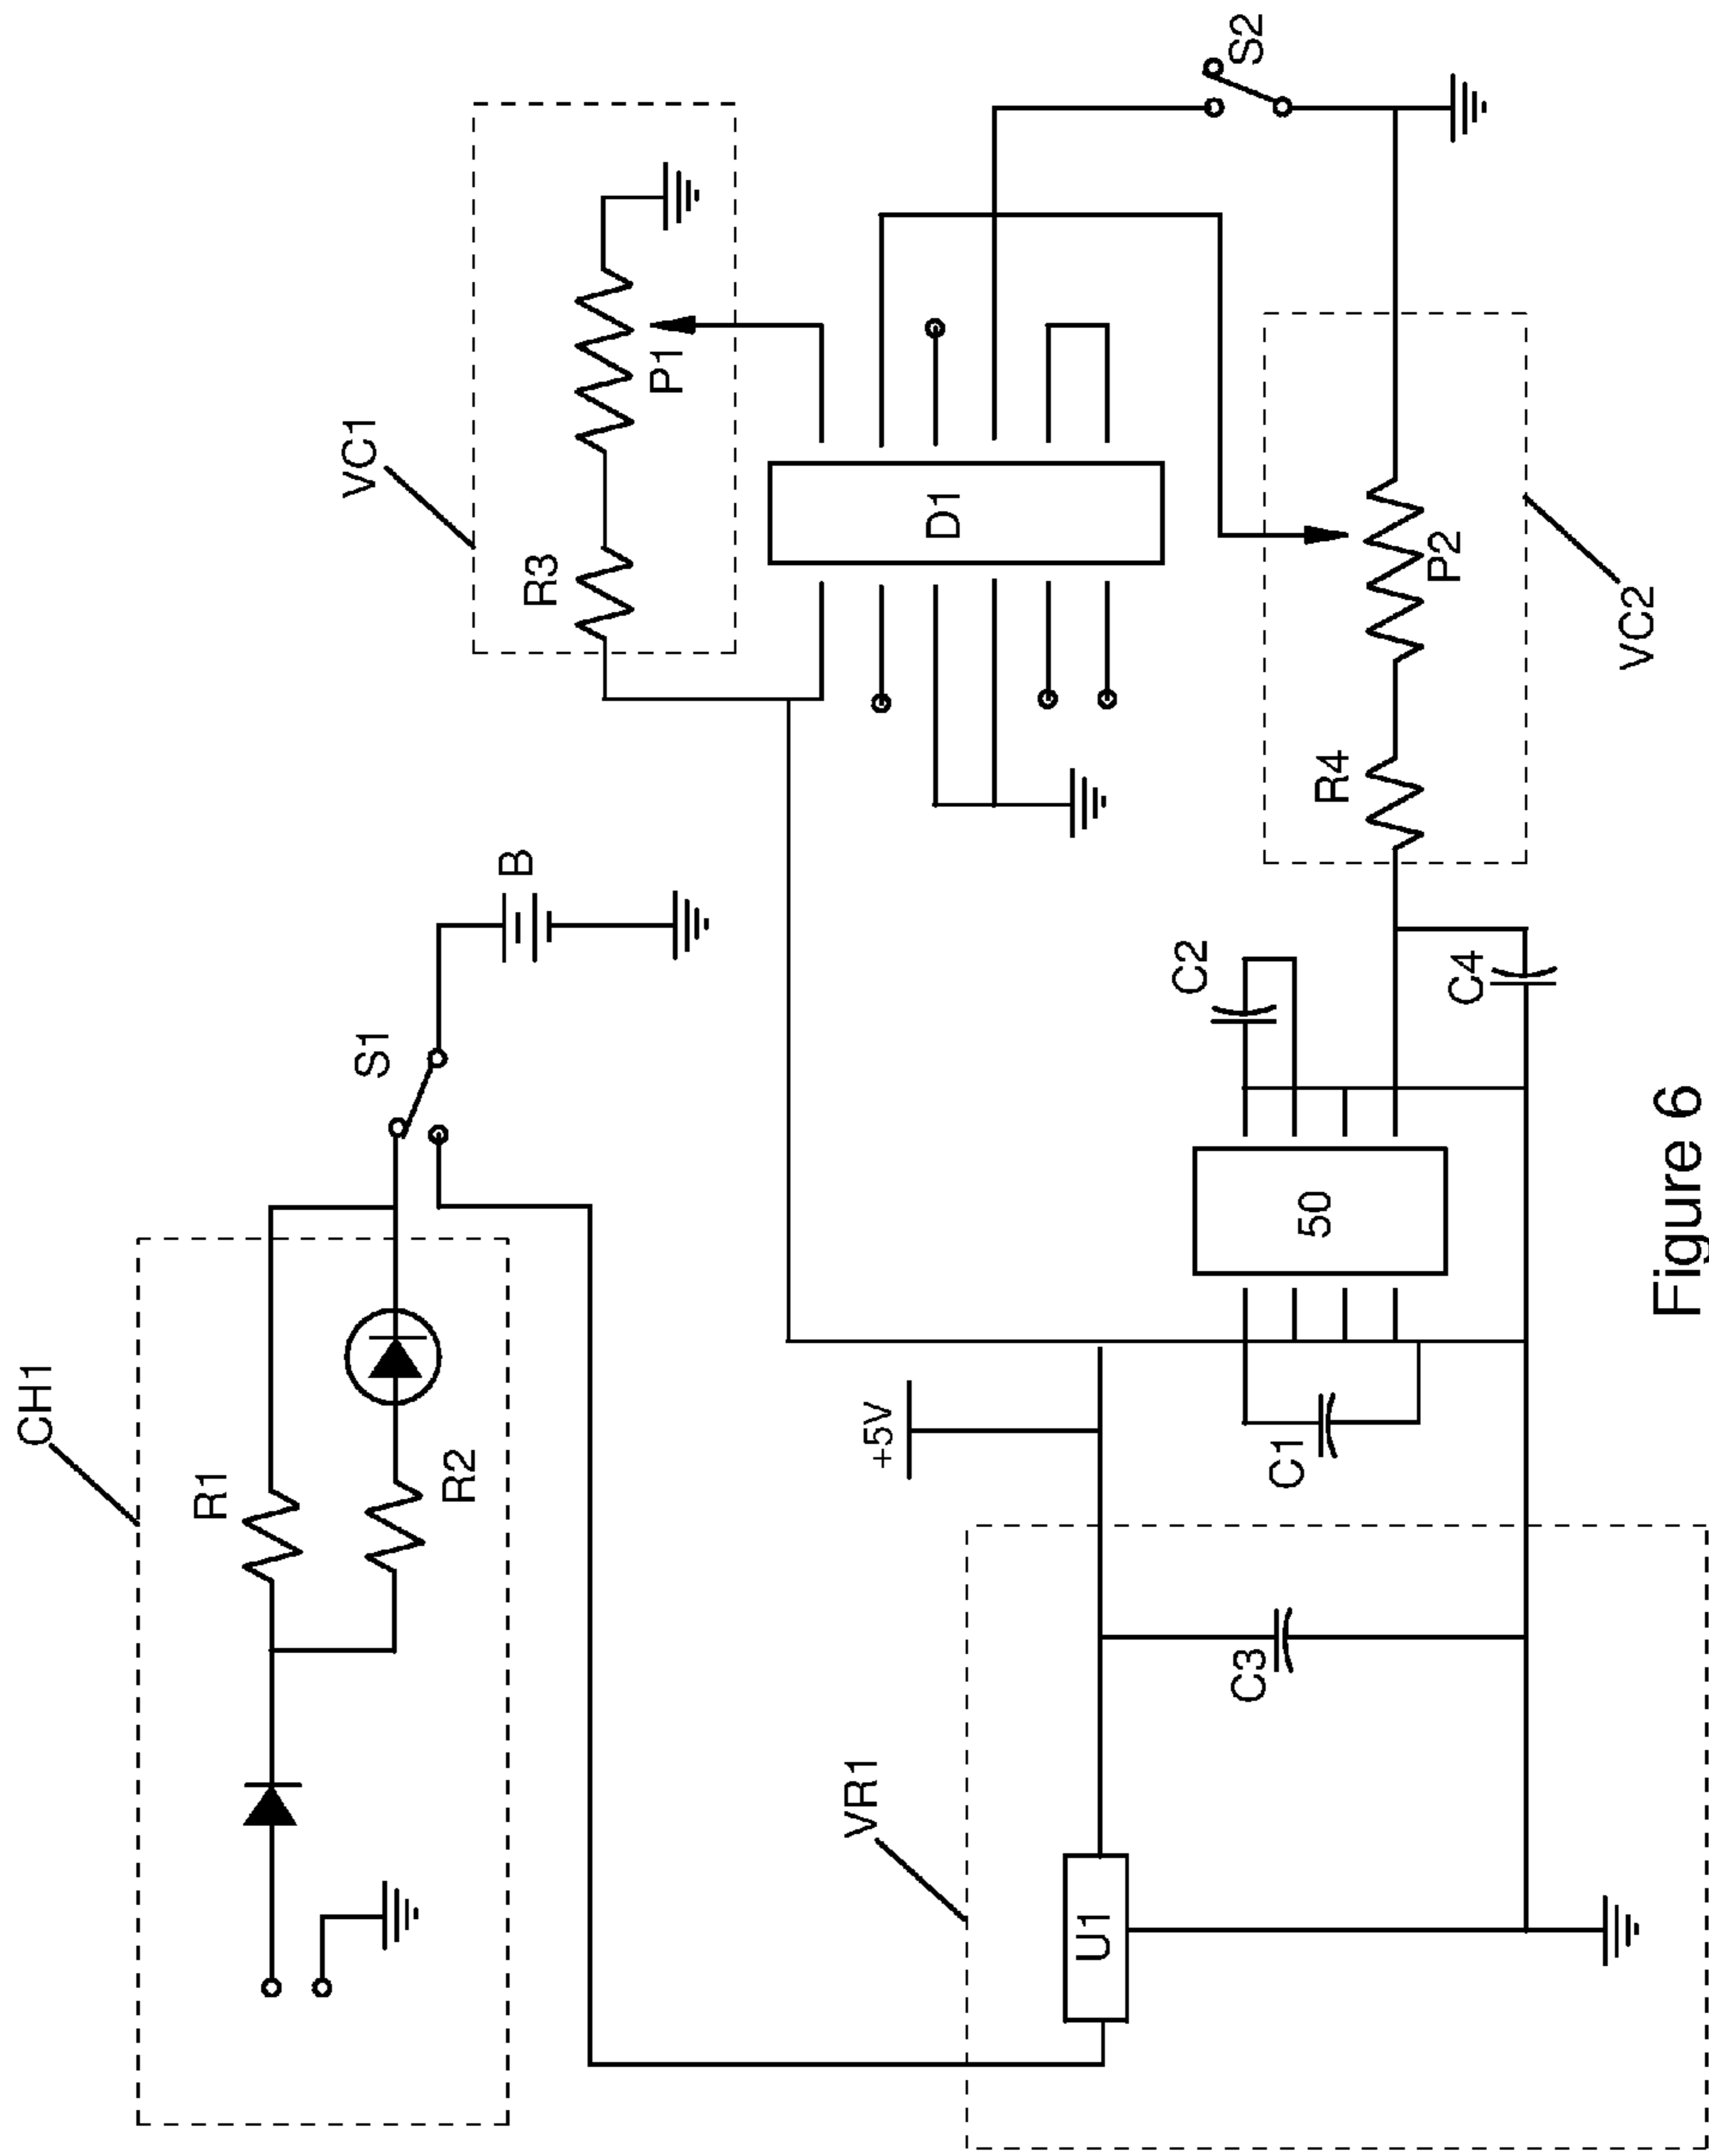 CH1
R1
R2
S1
B
VC1
R3
P1
D1
S2
VR1
U1
+5V
C3
C1
50
C2
C4
R4
P2
VC2
Figure 6